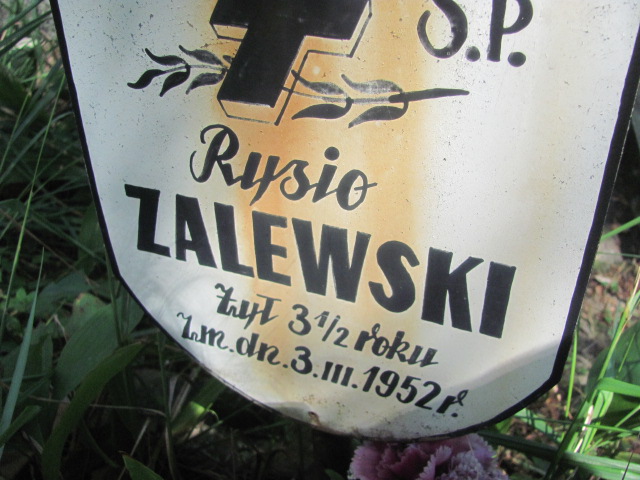 Ś.P.
Rysio
ZALEWSKI
żył 3 1/2 roku
zm. dn. 3. III. 1952 r.